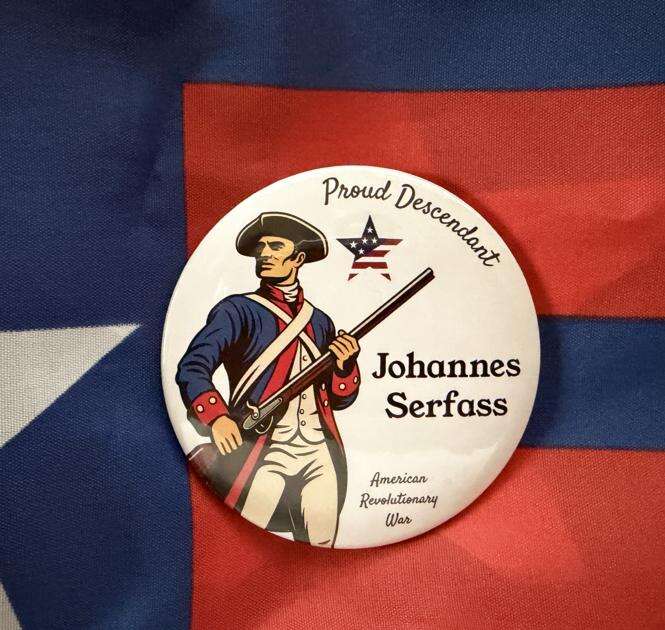 Proud Descendant
Johannes
Serfass
American
Revolutionary
War